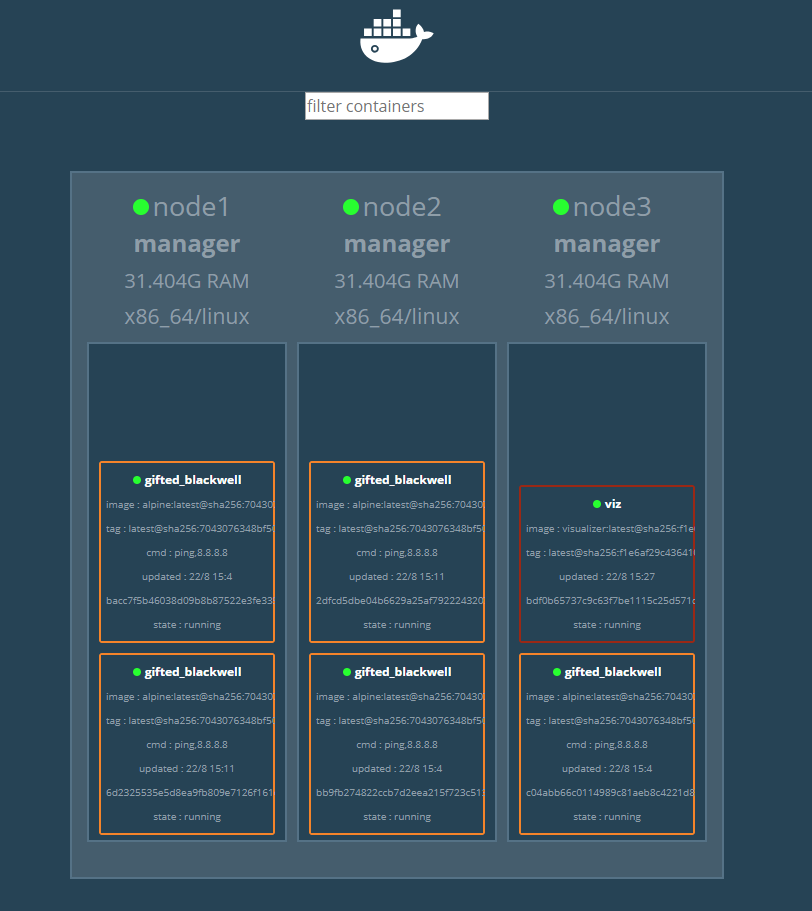 filter containers
node1
manager
31.404G RAM
x86_64/linux
gifted_blackwell
image : alpine:latest@sha256:70430
tag : latest@sha256:7043076348bf5
cmd : ping,8.8.8.8
updated : 22/8 15:4
bacc7f5b46038d09b8b87522e3fe33
state : running
gifted_blackwell
image : alpine:latest@sha256:70430
tag : latest@sha256:7043076348bf5
cmd : ping,8.8.8.8
updated : 22/8 15:11
6d2325535e5d8ea9fb809e7126f161
state : running
node2
manager
31.404G RAM
x86_64/linux
gifted_blackwell
image : alpine:latest@sha256:70430
tag : latest@sha256:7043076348bf5
cmd : ping,8.8.8.8
updated : 22/8 15:11
2dfcd5dbe04b6629a25af792224320
state : running
gifted_blackwell
image : alpine:latest@sha256:70430
tag : latest@sha256:7043076348bf5
cmd : ping,8.8.8.8
updated : 22/8 15:4
bb9fb274822ccb7d2eea215f723c51
state : running
node3
manager
31.404G RAM
x86_64/linux
viz
image : visualizer:latest@sha256:f1e
tag : latest@sha256:f1e6af29c43641
updated : 22/8 15:27
bdf0b65737c9c63f7be1115c25d571
state : running
gifted_blackwell
image : alpine:latest@sha256:70430
tag : latest@sha256:7043076348bf5
cmd : ping,8.8.8.8
updated : 22/8 15:4
c04abb66c0114989c81aeb8c4221d8
state : running